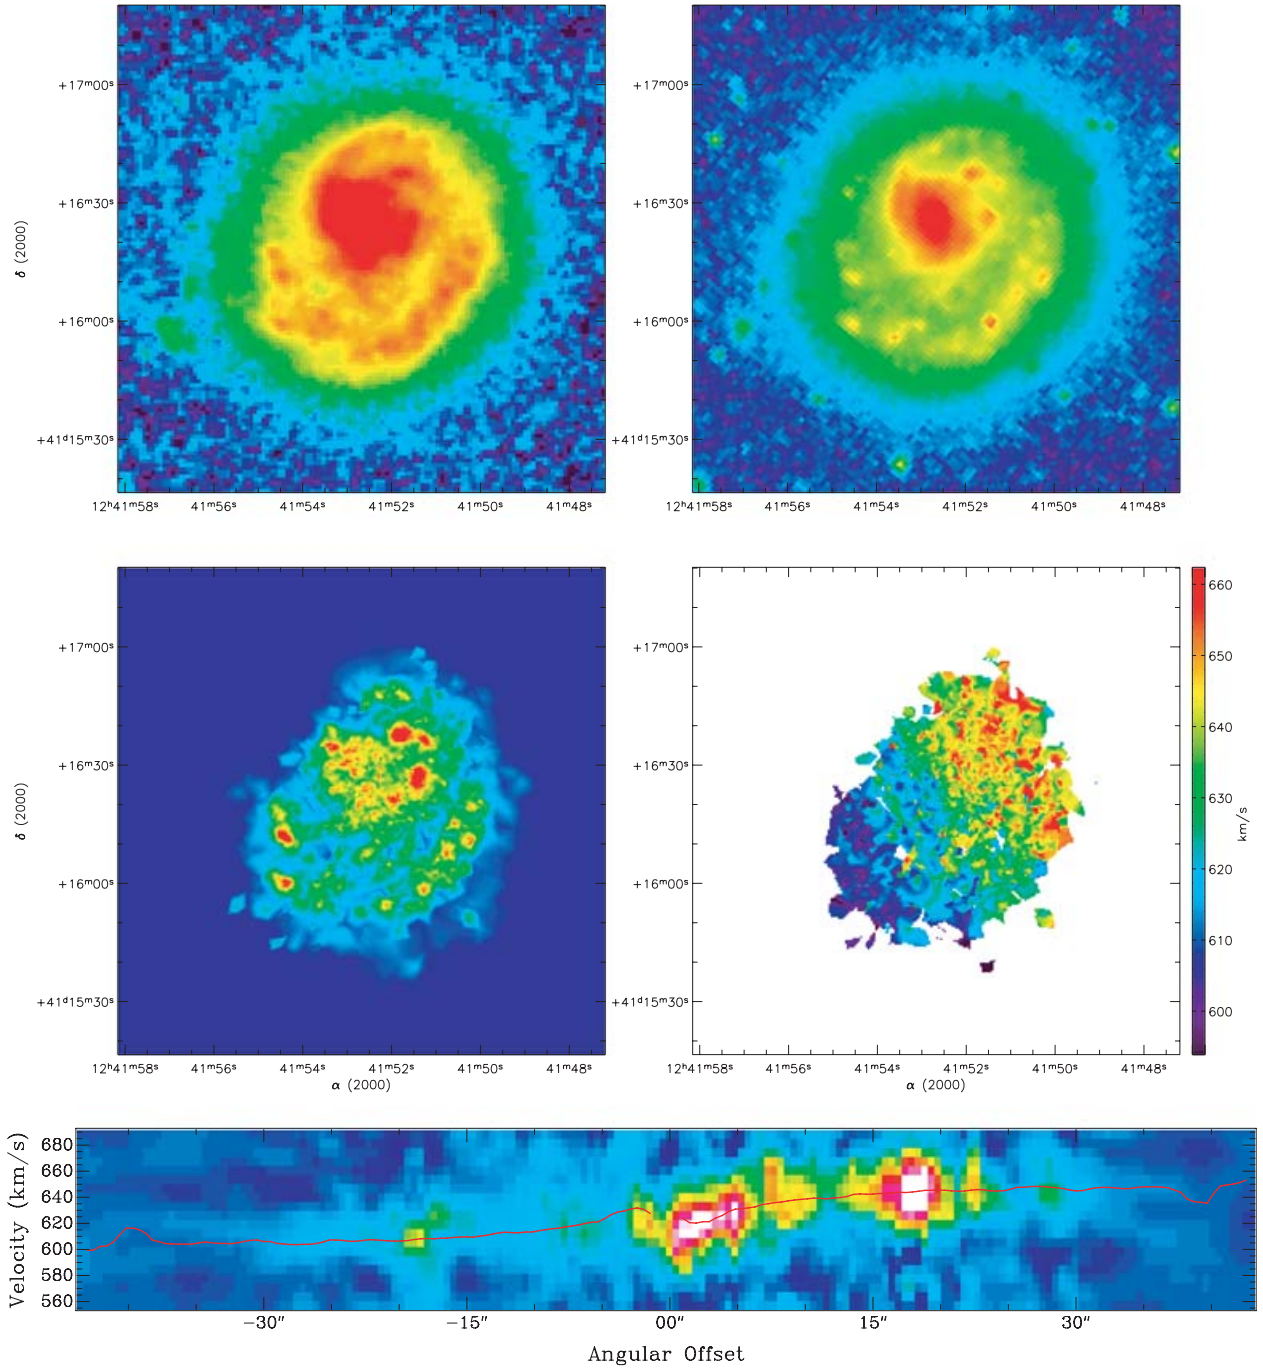 +17ᵐ00ˢ
+16ᵐ30ˢ
+16ᵐ00ˢ
+41ᵈ15ᵐ30ˢ
δ (2000)
12ʰ41ᵐ58ˢ 41ᵐ56ˢ 41ᵐ54ˢ 41ᵐ52ˢ 41ᵐ50ˢ 41ᵐ48ˢ
+17ᵐ00ˢ
+16ᵐ30ˢ
+16ᵐ00ˢ
+41ᵈ15ᵐ30ˢ
12ʰ41ᵐ58ˢ 41ᵐ56ˢ 41ᵐ54ˢ 41ᵐ52ˢ 41ᵐ50ˢ 41ᵐ48ˢ
+17ᵐ00ˢ
+16ᵐ30ˢ
+16ᵐ00ˢ
+41ᵈ15ᵐ30ˢ
δ (2000)
12ʰ41ᵐ58ˢ 41ᵐ56ˢ 41ᵐ54ˢ 41ᵐ52ˢ 41ᵐ50ˢ 41ᵐ48ˢ
α (2000)
+17ᵐ00ˢ
+16ᵐ30ˢ
+16ᵐ00ˢ
+41ᵈ15ᵐ30ˢ
12ʰ41ᵐ58ˢ 41ᵐ56ˢ 41ᵐ54ˢ 41ᵐ52ˢ 41ᵐ50ˢ 41ᵐ48ˢ
α (2000)
660
650
640
630
620
610
600
km/s
Velocity (km/s)
680
660
640
620
600
580
560
−30″ −15″ 00″ 15″ 30″
Angular Offset